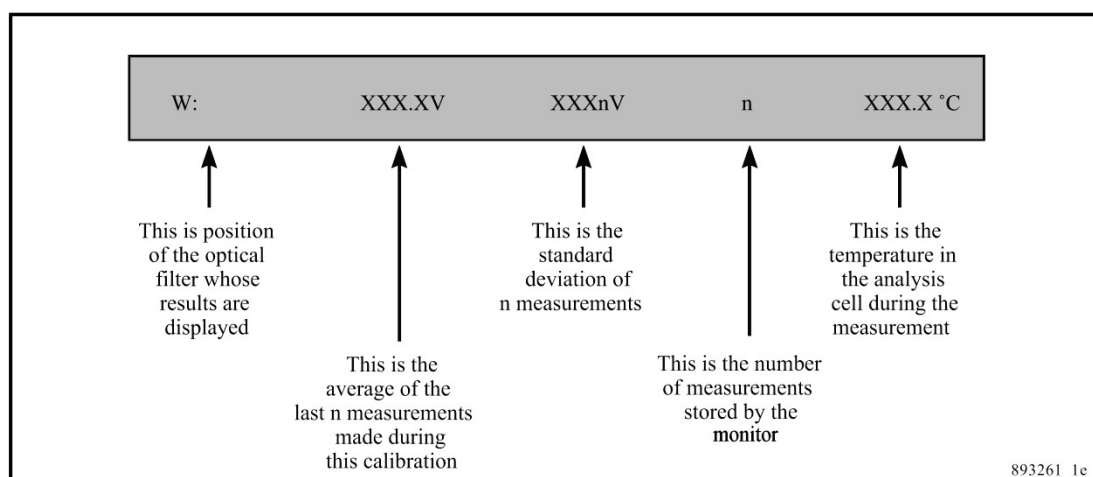 W: XXX.XV XXXnV n XXX.X °C
This is position
of the optical
filter whose
results are
displayed
This is the
average of the
last n measurements
made during
this calibration
This is the
standard
deviation of
n measurements
This is the number
of measurements
stored by the
monitor
This is the
temperature in
the analysis
cell during the
measurement
893261 1e